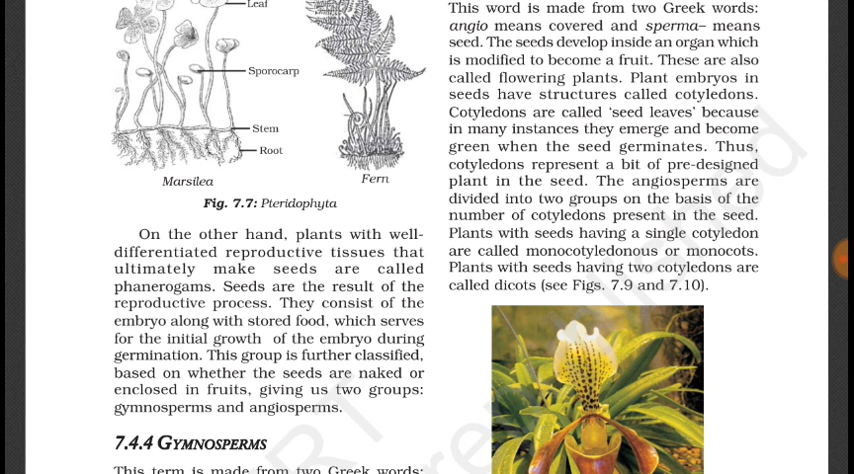 Leaf
Sporocarp
Stem
Root
Marsilea
Fern
Fig. 7.7: Pteridophyta
On the other hand, plants with well-
differentiated reproductive tissues that
ultimately make seeds are called
phanerogams. Seeds are the result of the
reproductive process. They consist of the
embryo along with stored food, which serves
for the initial growth of the embryo during
germination. This group is further classified,
based on whether the seeds are naked or
enclosed in fruits, giving us two groups:
gymnosperms and angiosperms.
7.4.4 GYMNOSPERMS
This term is made from two Greek words:
This word is made from two Greek words:
angio means covered and sperma– means
seed. The seeds develop inside an organ which
is modified to become a fruit. These are also
called flowering plants. Plant embryos in
seeds have structures called cotyledons.
Cotyledons are called ‘seed leaves’ because
in many instances they emerge and become
green when the seed germinates. Thus,
cotyledons represent a bit of pre-designed
plant in the seed. The angiosperms are
divided into two groups on the basis of the
number of cotyledons present in the seed.
Plants with seeds having a single cotyledon
are called monocotyledonous or monocots.
Plants with seeds having two cotyledons are
called dicots (see Figs. 7.9 and 7.10).